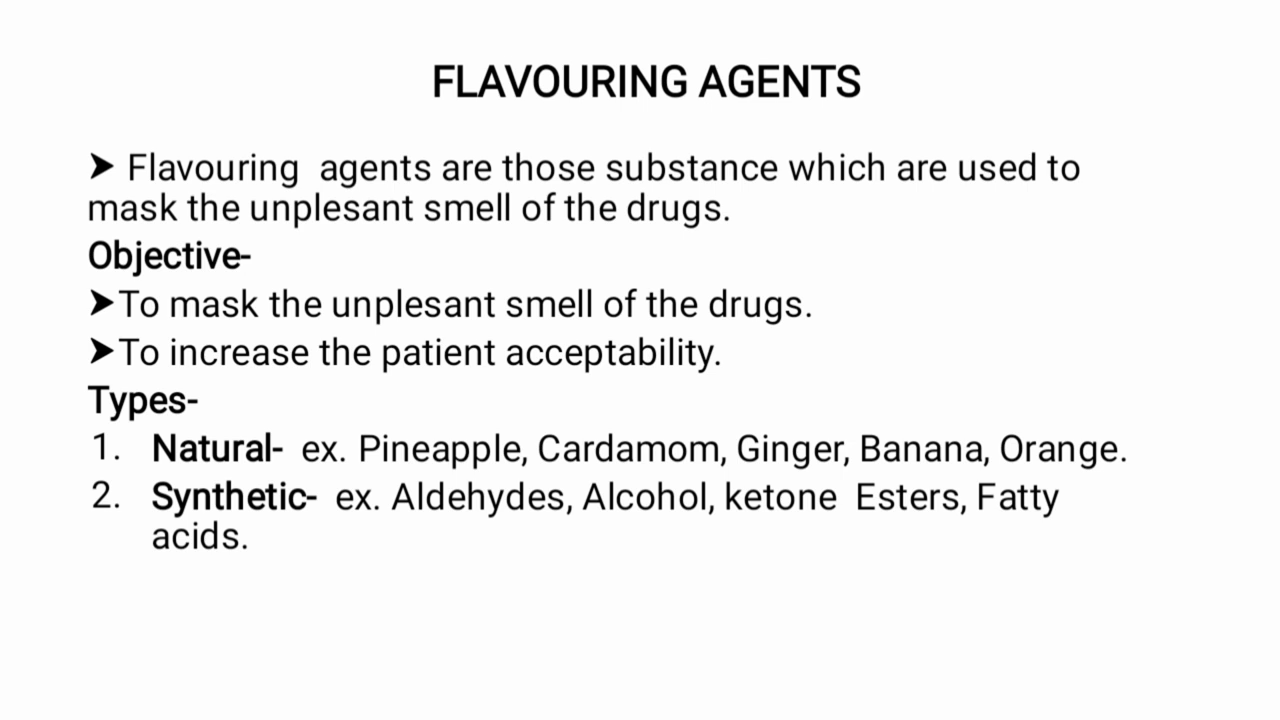 FLAVOURING AGENTS
➤ Flavouring agents are those substance which are used to
mask the unplesant smell of the drugs.
Objective-
➤To mask the unplesant smell of the drugs.
➤To increase the patient acceptability.
Types-
1. Natural- ex. Pineapple, Cardamom, Ginger, Banana, Orange.
2. Synthetic- ex. Aldehydes, Alcohol, ketone Esters, Fatty
acids.